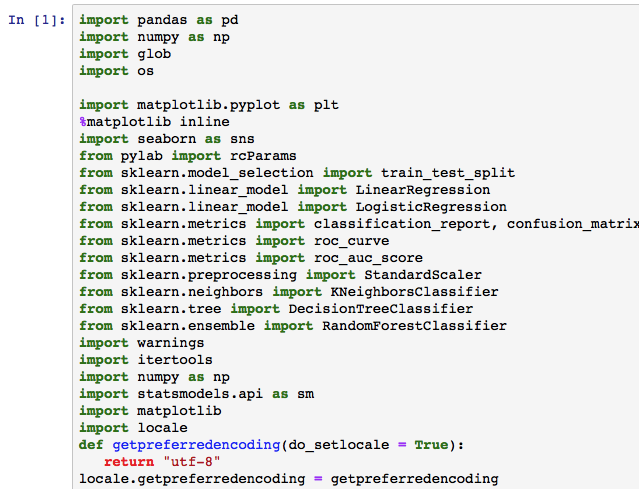 In [1]: import pandas as pd
import numpy as np
import glob
import os
import matplotlib.pyplot as plt
%matplotlib inline
import seaborn as sns
from pylab import rcParams
from sklearn.model_selection import train_test_split
from sklearn.linear_model import LinearRegression
from sklearn.linear_model import LogisticRegression
from sklearn.metrics import classification_report, confusion_matrix
from sklearn.metrics import roc_curve
from sklearn.metrics import roc_auc_score
from sklearn.preprocessing import StandardScaler
from sklearn.neighbors import KNeighborsClassifier
from sklearn.tree import DecisionTreeClassifier
from sklearn.ensemble import RandomForestClassifier
import warnings
import itertools
import numpy as np
import statsmodels.api as sm
import matplotlib
import locale
def getpreferredencoding(do_setlocale = True):
   return "utf-8"
locale.getpreferredencoding = getpreferredencoding